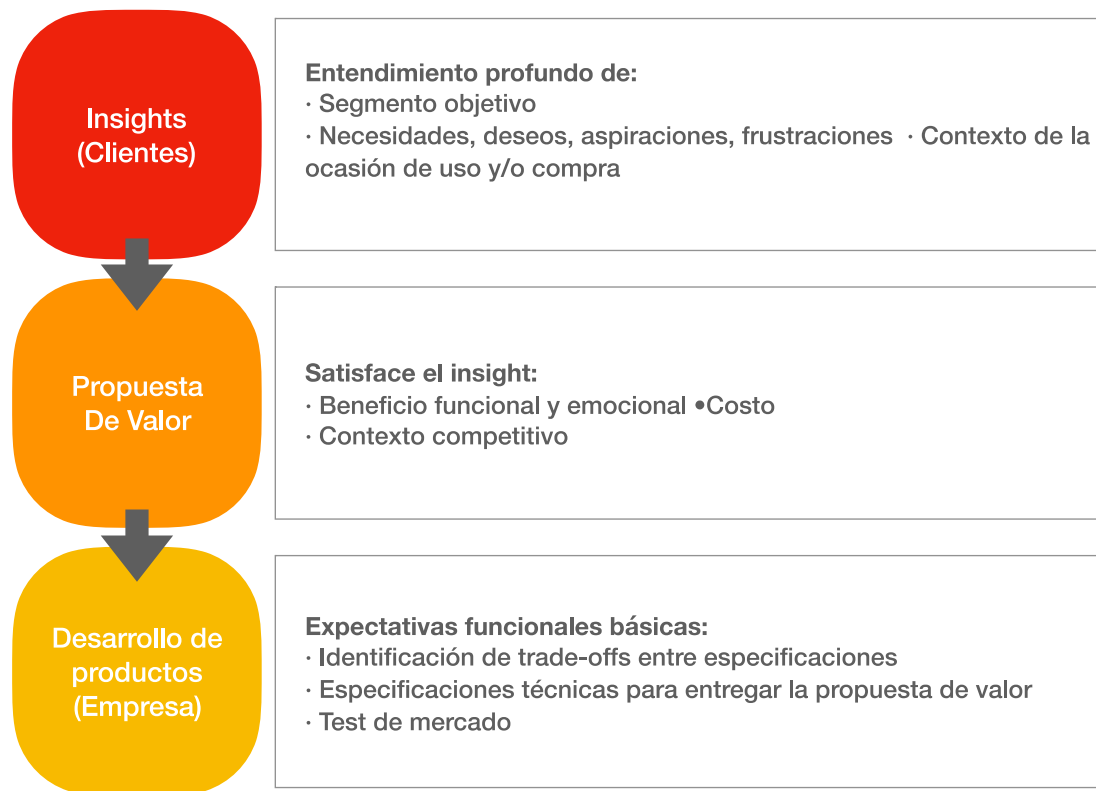 Insights
(Clientes)
Entendimiento profundo de:
· Segmento objetivo
· Necesidades, deseos, aspiraciones, frustraciones · Contexto de la
ocasión de uso y/o compra
Propuesta
De Valor
Satisface el insight:
· Beneficio funcional y emocional •Costo
· Contexto competitivo
Desarrollo de
productos
(Empresa)
Expectativas funcionales básicas:
· Identificación de trade-offs entre especificaciones
· Especificaciones técnicas para entregar la propuesta de valor
· Test de mercado